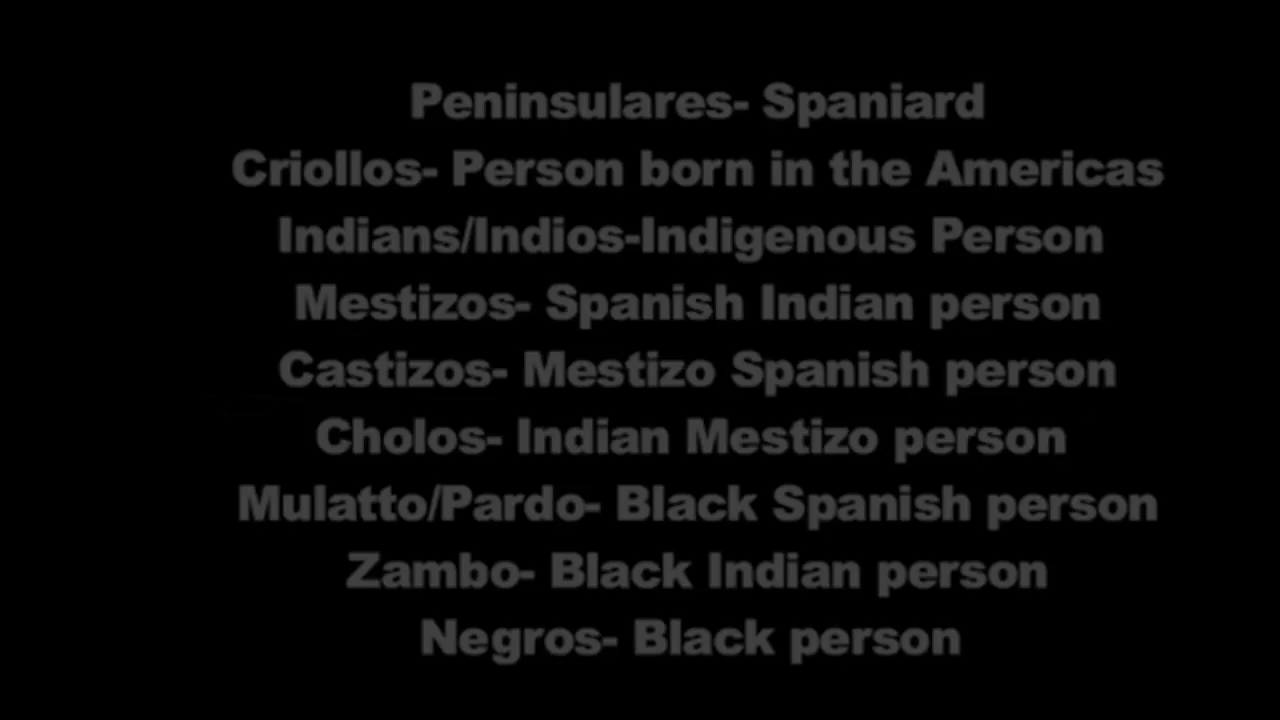 Peninsulares- Spaniard
Criollos- Person born in the Americas
Indians/Indios-Indigenous Person
Mestizos- Spanish Indian person
Castizos- Mestizo Spanish person
Cholos- Indian Mestizo person
Mulatto/Pardo- Black Spanish person
Zambo- Black Indian person
Negros- Black person